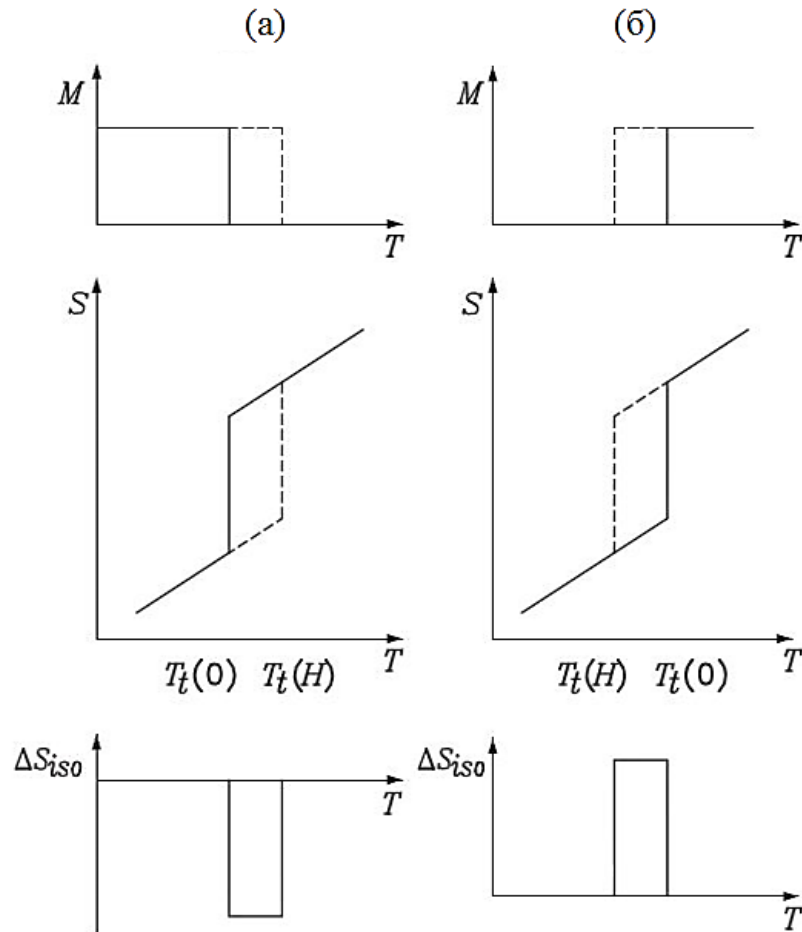 (а) (б)
M M
T T
S S
T T
T_t(0) T_t(H) T_t(H) T_t(0)
ΔS_iso ΔS_iso
T T